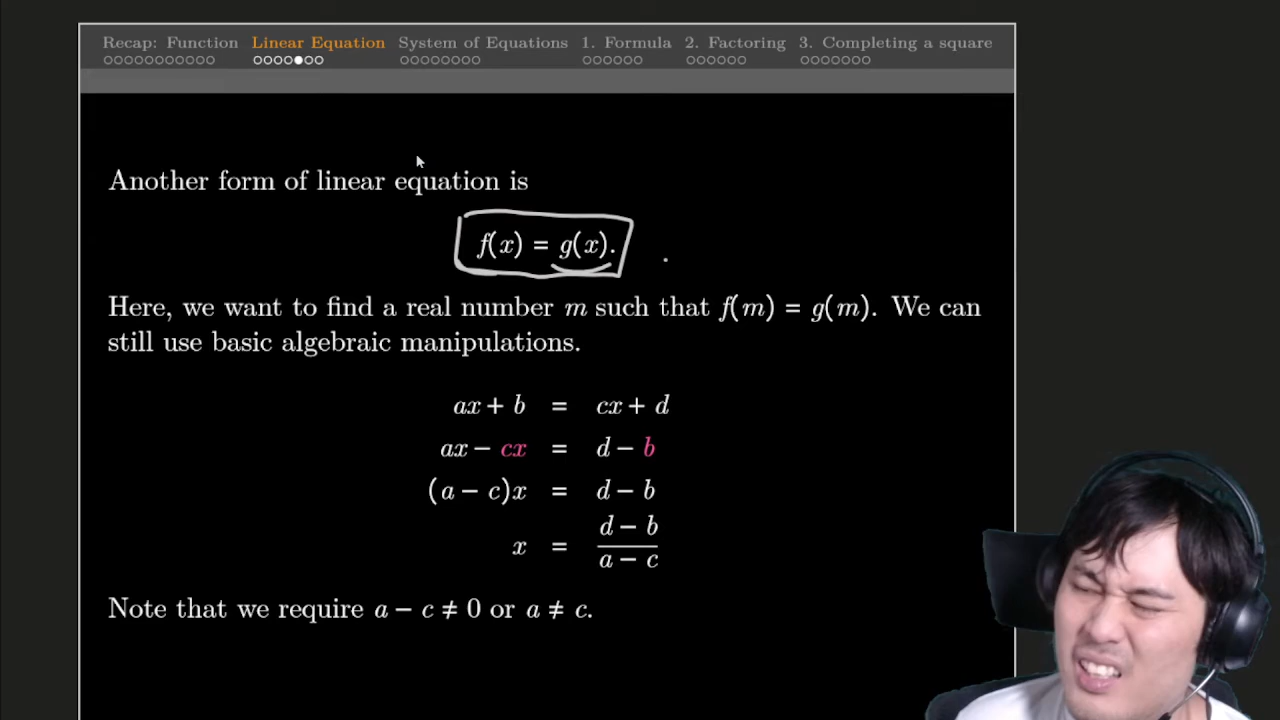 Recap: Function Linear Equation System of Equations 1. Formula 2. Factoring 3. Completing a square
Another form of linear equation is
f(x) = g(x).
Here, we want to find a real number m such that f(m) = g(m). We can
still use basic algebraic manipulations.
ax + b = cx + d
ax − cx = d − b
(a − c)x = d − b
x = \frac{d − b}{a − c}
Note that we require a − c ≠ 0 or a ≠ c.